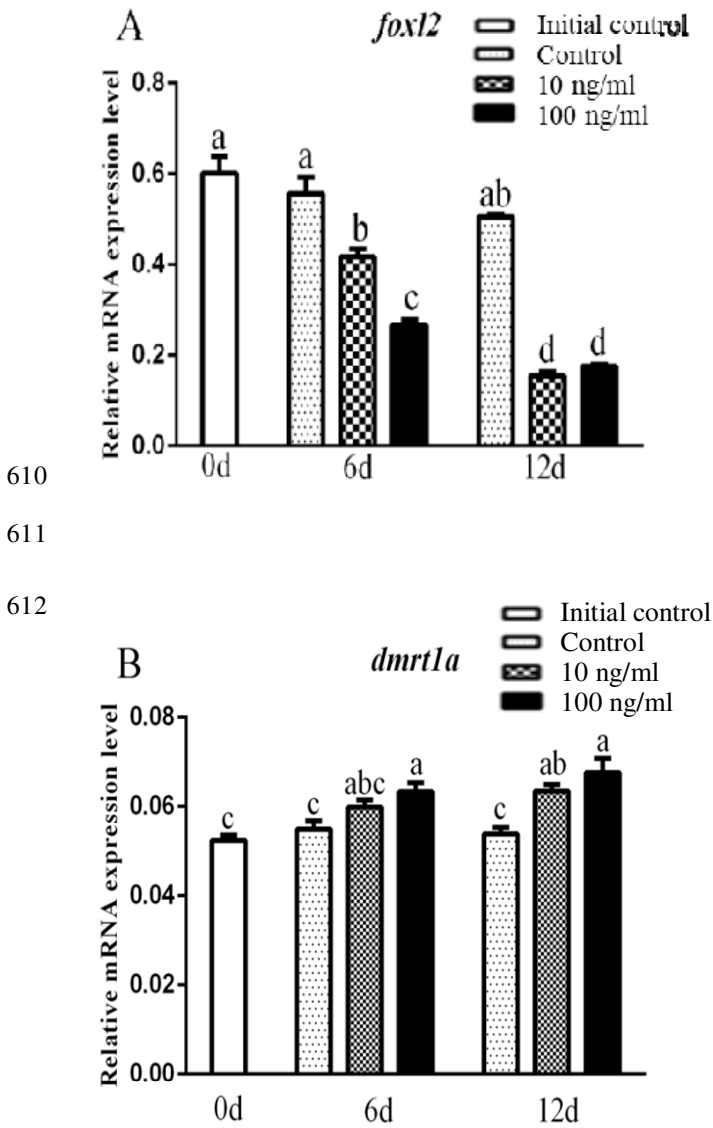 A
foxl2
Initial control
Control
10 ng/ml
100 ng/ml
Relative mRNA expression level
0.8
0.6
0.4
0.2
0.0
a
a
b
c
ab
d
d
0d
6d
12d
610
611
612
B
dmrt1a
Initial control
Control
10 ng/ml
100 ng/ml
Relative mRNA expression level
0.08
0.06
0.04
0.02
0.00
c
c
abc
a
c
ab
a
0d
6d
12d